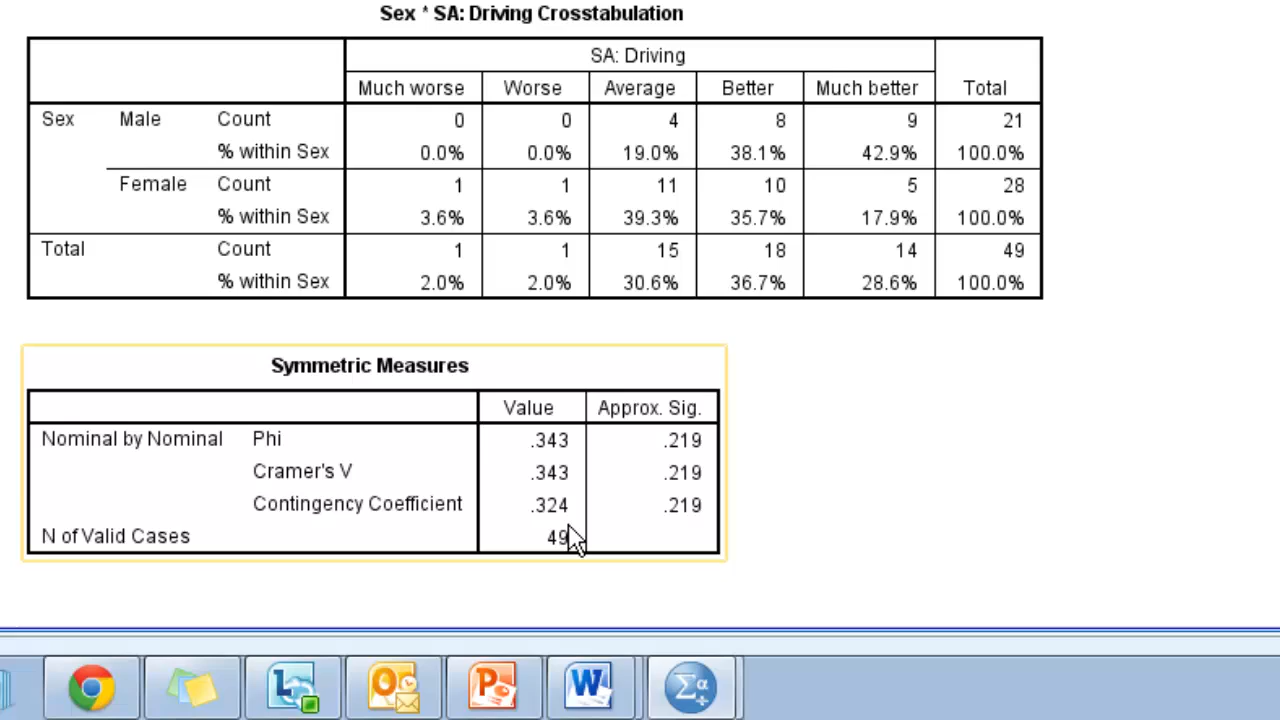 Sex * SA: Driving Crosstabulation
SA: Driving
Much worse Worse Average Better Much better Total
Sex Male Count 0 0 4 8 9 21
% within Sex 0.0% 0.0% 19.0% 38.1% 42.9% 100.0%
Female Count 1 1 11 10 5 28
% within Sex 3.6% 3.6% 39.3% 35.7% 17.9% 100.0%
Total Count 1 1 15 18 14 49
% within Sex 2.0% 2.0% 30.6% 36.7% 28.6% 100.0%
Symmetric Measures
Value Approx. Sig.
Nominal by Nominal Phi .343 .219
Cramer's V .343 .219
Contingency Coefficient .324 .219
N of Valid Cases 49
L O P W Σα